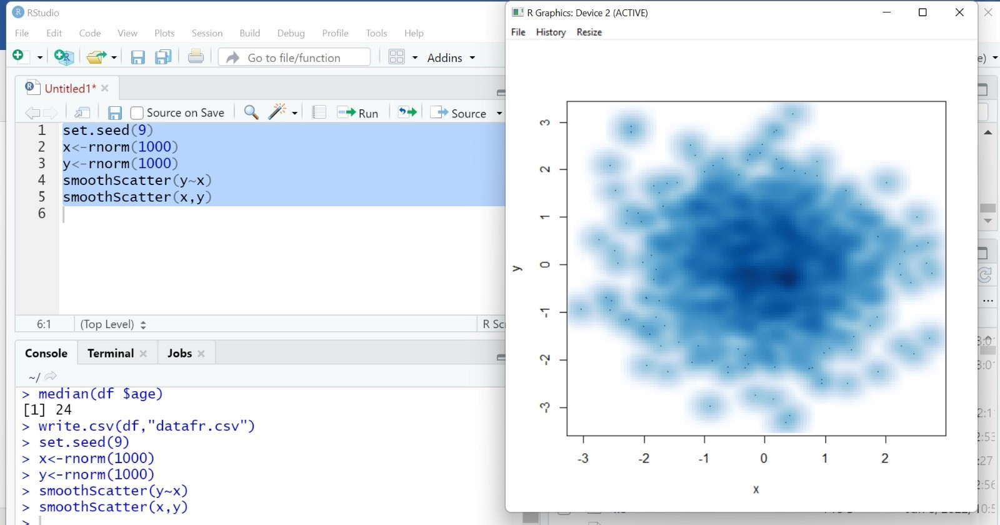 RStudio
File Edit Code View Plots Session Build Debug Profile Tools Help
Go to file/function Addins
Untitled1*
Source on Save Run Source
1 set.seed(9)
2 x<-rnorm(1000)
3 y<-rnorm(1000)
4 smoothScatter(y~x)
5 smoothScatter(x,y)
6
6:1 (Top Level) R Sc
Console Terminal Jobs
~/
> median(df $age)
[1] 24
> write.csv(df,"datafr.csv")
> set.seed(9)
> x<-rnorm(1000)
> y<-rnorm(1000)
> smoothScatter(y~x)
> smoothScatter(x,y)
>
R Graphics: Device 2 (ACTIVE)
File History Resize
3
2
1
0
-1
-2
-3
y
-3 -2 -1 0 1 2
x
e)